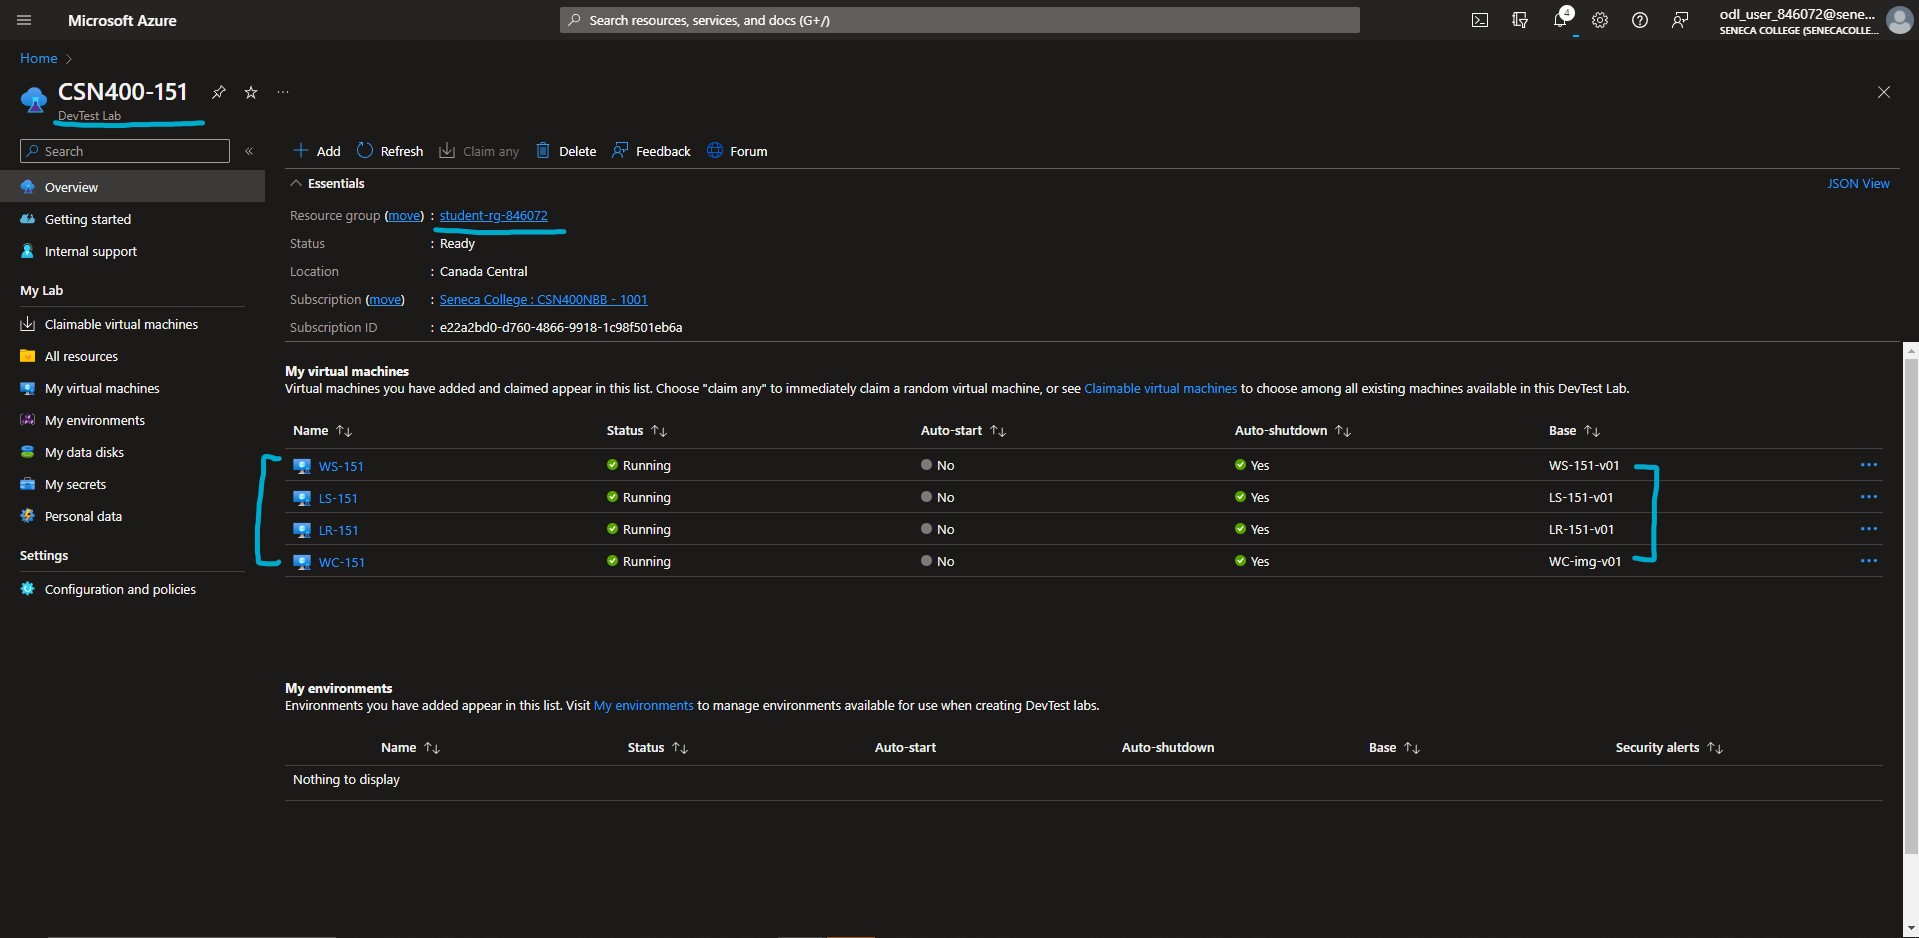 Microsoft Azure
Search resources, services, and docs (G+/)
4
odl_user_846072@sene...
SENECA COLLEGE (SENECACOLLE...
Home
CSN400-151
DevTest Lab
Search
Add
Refresh
Claim any
Delete
Feedback
Forum
Overview
Getting started
Internal support
My Lab
Claimable virtual machines
All resources
My virtual machines
My environments
My data disks
My secrets
Personal data
Settings
Configuration and policies
Essentials
JSON View
Resource group (move) : student-rg-846072
Status : Ready
Location : Canada Central
Subscription (move) : Seneca College : CSN400NBB - 1001
Subscription ID : e22a2bd0-d760-4866-9918-1c98f501eb6a
My virtual machines
Virtual machines you have added and claimed appear in this list. Choose "claim any" to immediately claim a random virtual machine, or see Claimable virtual machines to choose among all existing machines available in this DevTest Lab.
Name Status Auto-start Auto-shutdown Base
WS-151 Running No Yes WS-151-v01
LS-151 Running No Yes LS-151-v01
LR-151 Running No Yes LR-151-v01
WC-151 Running No Yes WC-img-v01
My environments
Environments you have added appear in this list. Visit My environments to manage environments available for use when creating DevTest labs.
Name Status Auto-start Auto-shutdown Base Security alerts
Nothing to display